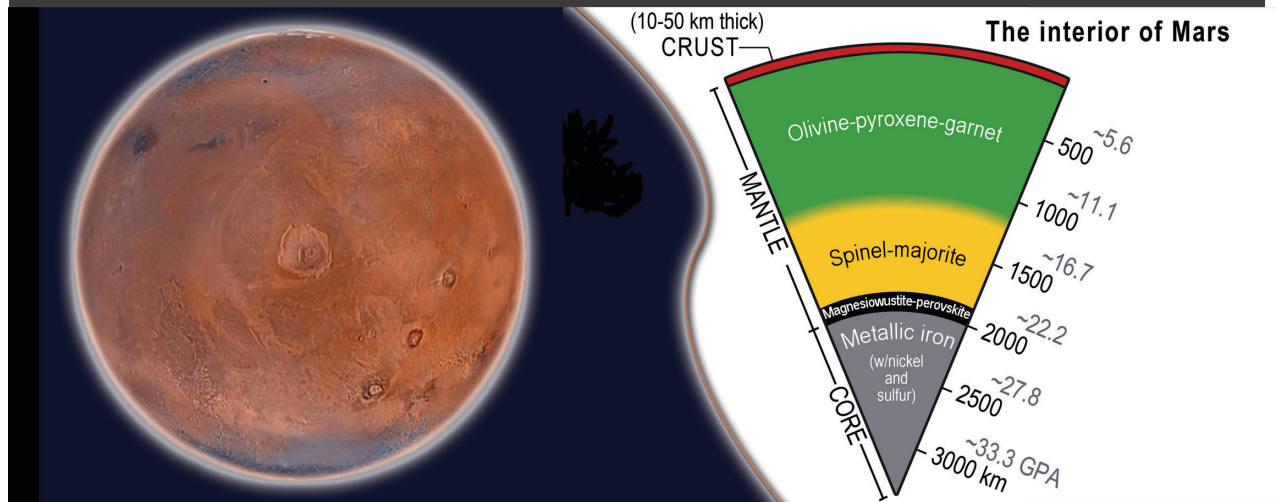 The interior of Mars
(10-50 km thick)
CRUST
Olivine-pyroxene-garnet
MANTLE
Spinel-majorite
Magnesiowustite-perovskite
Metallic iron
(w/nickel
and
sulfur)
CORE
500 ~5.6
1000 ~11.1
1500 ~16.7
2000 ~22.2
2500 ~27.8
3000 km ~33.3 GPA